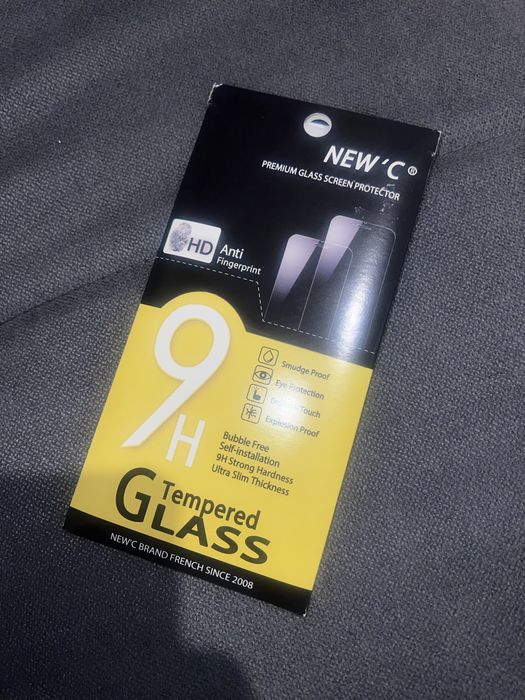 NEW'C®
PREMIUM GLASS SCREEN PROTECTOR
HD
Anti
Fingerprint
9H
Smudge Proof
Eye Protection
Touch
Explosion Proof
Bubble Free
Self-installation
9H Strong Hardness
Ultra Slim Thickness
Tempered
GLASS
NEW'C BRAND FRENCH SINCE 2008